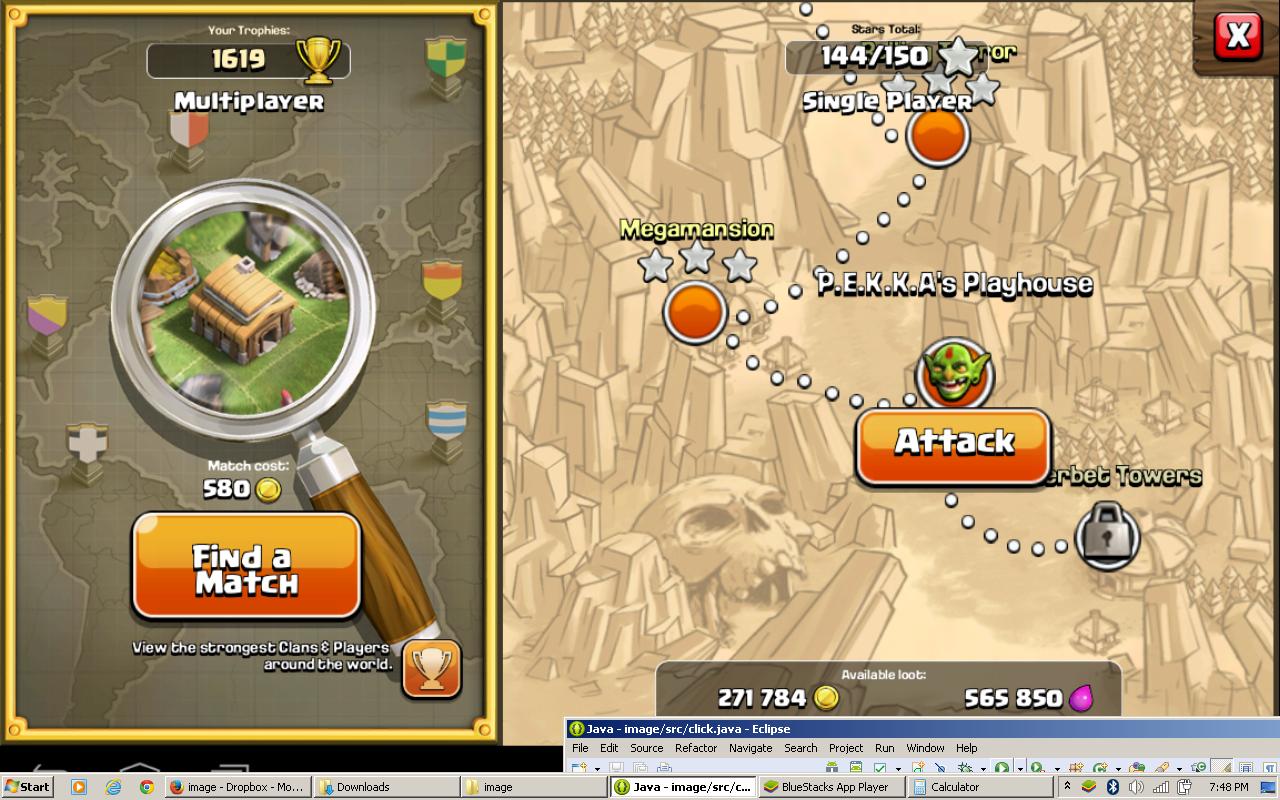 Your Trophies:
1619
Multiplayer
Match cost:
580
Find a
Match
View the strongest Clans & Players
around the world.
Stars Total:
144/150
Single Player
Megamansion
P.E.K.K.A's Playhouse
Attack
Towers
Available loot:
271 784
565 850
Java - image/src/click.java - Eclipse
File Edit Source Refactor Navigate Search Project Run Window Help
Start
image - Dropbox - Mo...
Downloads
image
Java - image/src/c...
BlueStacks App Player
Calculator
7:48 PM